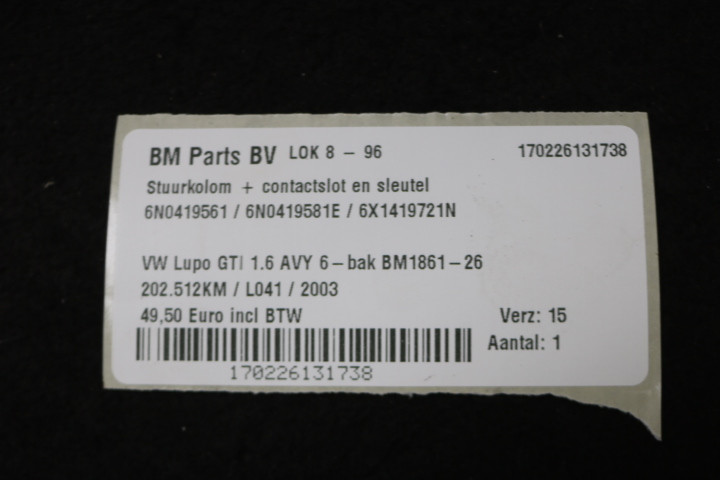 BM Parts BV LOK 8 - 96 170226131738
Stuurkolom + contactslot en sleutel
6N0419561 / 6N0419581E / 6X1419721N
VW Lupo GTI 1.6 AVY 6-bak BM1861-26
202.512KM / L041 / 2003
49,50 Euro incl BTW Verz: 15
Aantal: 1
170226131738